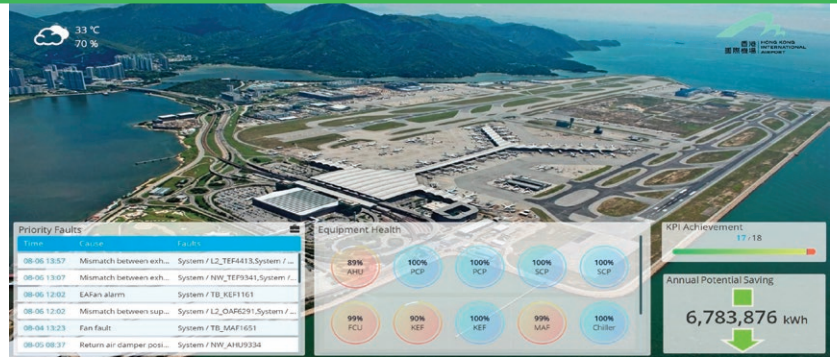 33 °C
70 %
香港
國際機場
HONG KONG
INTERNATIONAL
AIRPORT
Priority Faults
Time Cause Faults
08-06 13:57 Mismatch between exh... System / L2_TEF4413,System / ...
08-06 13:07 Mismatch between exh... System / NW_TEF9341,System / ...
08-06 12:02 EAFan alarm System / TB_KEF1161
08-06 12:02 Mismatch between sup... System / L2_OAF6291,System / ...
08-04 13:23 Fan fault System / TB_MAF1651
08-05 08:37 Return air damper posi... System / NW_AHU9334
Equipment Health
89% 100% 100% 100% 100%
AHU PCP PCP SCP SCP
99% 90% 100% 99% 100%
FCU KEF KEF MAF Chiller
KPI Achievement
17 - 18
Annual Potential Saving
6,783,876 kWh